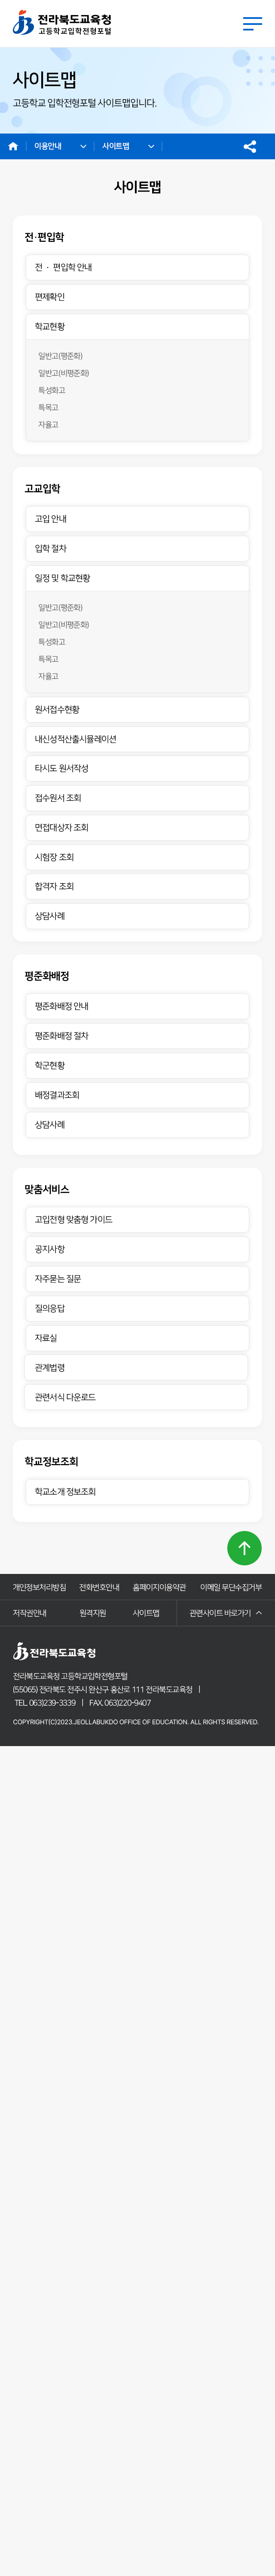 전라북도교육청
고등학교입학전형포털
사이트맵
고등학교 입학전형포털 사이트맵입니다.
이용안내
사이트맵
사이트맵
전·편입학
전 · 편입학 안내
편제확인
학교현황
일반고(평준화)
일반고(비평준화)
특성화고
특목고
자율고
고교입학
고입 안내
입학 절차
일정 및 학교현황
일반고(평준화)
일반고(비평준화)
특성화고
특목고
자율고
원서접수현황
내신성적산출시뮬레이션
타시도 원서작성
접수원서 조회
면접대상자 조회
시험장 조회
합격자 조회
상담사례
평준화배정
평준화배정 안내
평준화배정 절차
학군현황
배정결과조회
상담사례
맞춤서비스
고입전형 맞춤형 가이드
공지사항
자주묻는 질문
질의응답
자료실
관계법령
관련서식 다운로드
학교정보조회
학교소개 정보조회
개인정보처리방침 전화번호안내 홈페이지이용약관 이메일 무단수집거부
저작권안내 원격지원 사이트맵 관련사이트 바로가기
전라북도교육청
전라북도교육청 고등학교입학전형포털
(55065) 전라북도 전주시 완산구 홍산로 111 전라북도교육청 |
TEL. 063)239-3339 | FAX. 063)220-9407
COPYRIGHT(C)2023.JEOLLABUKDO OFFICE OF EDUCATION. ALL RIGHTS RESERVED.